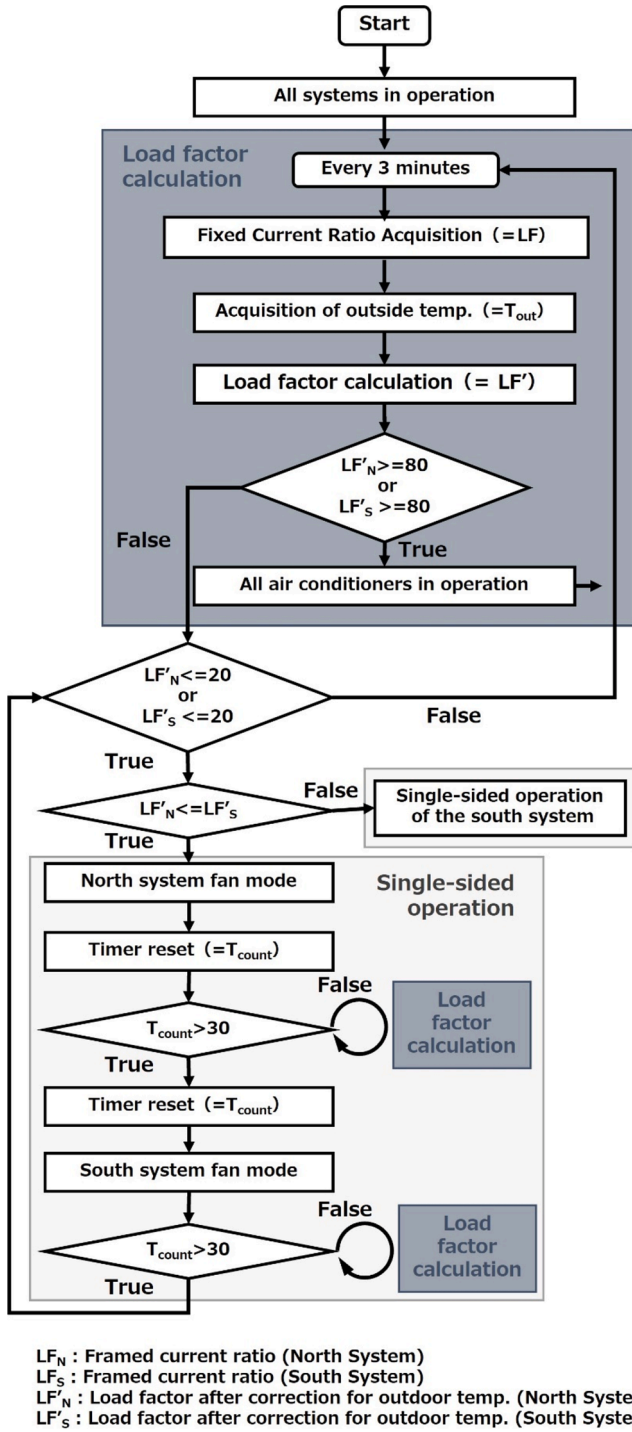 Start
All systems in operation
Load factor
calculation
Every 3 minutes
Fixed Current Ratio Acquisition (=LF)
Acquisition of outside temp. (=Tout)
Load factor calculation (= LF’)
LF’N>=80
or
LF’S >=80
False
True
All air conditioners in operation
LF’N<=20
or
LF’S <=20
False
True
LF’N<=LF’S
False
Single-sided operation
of the south system
True
North system fan mode
Single-sided
operation
Timer reset (=Tcount)
False
Tcount>30
Load
factor
calculation
True
Timer reset (=Tcount)
South system fan mode
False
Tcount>30
Load
factor
calculation
True
LFN : Framed current ratio (North System)
LFS : Framed current ratio (South System)
LF’N : Load factor after correction for outdoor temp. (North Syste
LF’S : Load factor after correction for outdoor temp. (South Syste